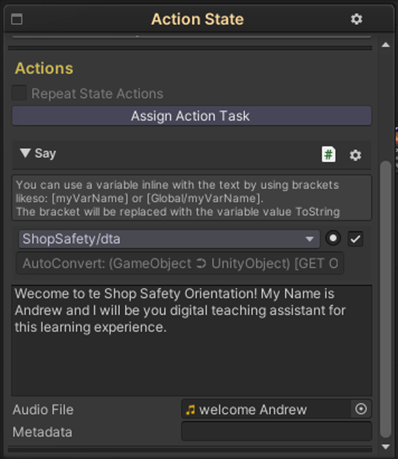 Action State
Actions
Repeat State Actions
Assign Action Task
▼ Say
#
You can use a variable inline with the text by using brackets
likeso: [myVarName] or [Global/myVarName].
The bracket will be replaced with the variable value ToString
ShopSafety/dta
AutoConvert: (GameObject ⊃ UnityObject) [GET O
Wecome to te Shop Safety Orientation! My Name is
Andrew and I will be you digital teaching assistant for
this learning experience.
Audio File
welcome Andrew
Metadata